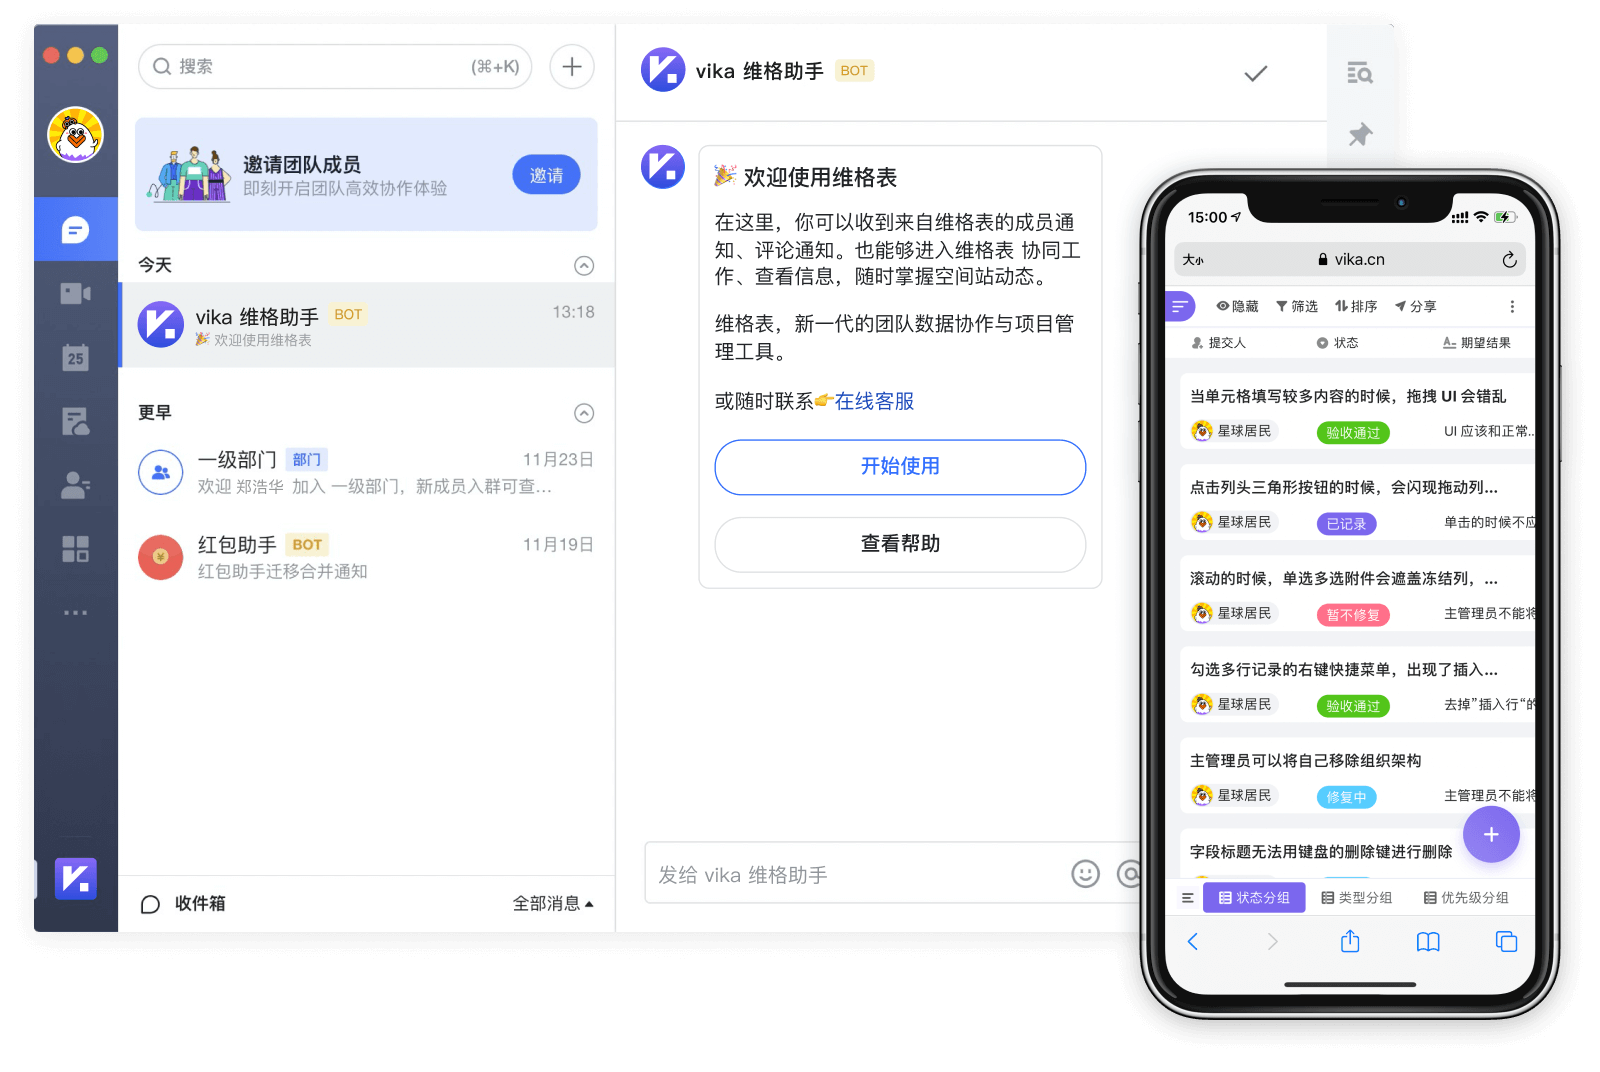 搜索
(⌘+K)
邀请团队成员
即刻开启团队高效协作体验
邀请
今天
vika 维格助手 BOT
13:18
🎉 欢迎使用维格表
更早
一级部门 部门
11月23日
欢迎 郑浩华 加入 一级部门，新成员入群可查...
红包助手 BOT
11月19日
红包助手迁移合并通知
25
收件箱
全部消息
vika 维格助手 BOT
🎉 欢迎使用维格表
在这里，你可以收到来自维格表的成员通
知、评论通知。也能够进入维格表 协同工
作、查看信息，随时掌握空间站动态。
维格表，新一代的团队数据协作与项目管
理工具。
或随时联系👉在线客服
开始使用
查看帮助
发给 vika 维格助手
15:00
大小
vika.cn
隐藏 筛选 排序 分享
提交人 状态 期望结果
当单元格填写较多内容的时候，拖拽 UI 会错乱
星球居民 验收通过 UI 应该和正常...
点击列头三角形按钮的时候，会闪现拖动列...
星球居民 已记录 单击的时候不应
滚动的时候，单选多选附件会遮盖冻结列，...
星球居民 暂不修复 主管理员不能将
勾选多行记录的右键快捷菜单，出现了插入...
星球居民 验收通过 去掉”插入行“的
主管理员可以将自己移除组织架构
星球居民 修复中 主管理员不能将
字段标题无法用键盘的删除键进行删除
状态分组 类型分组 优先级分组